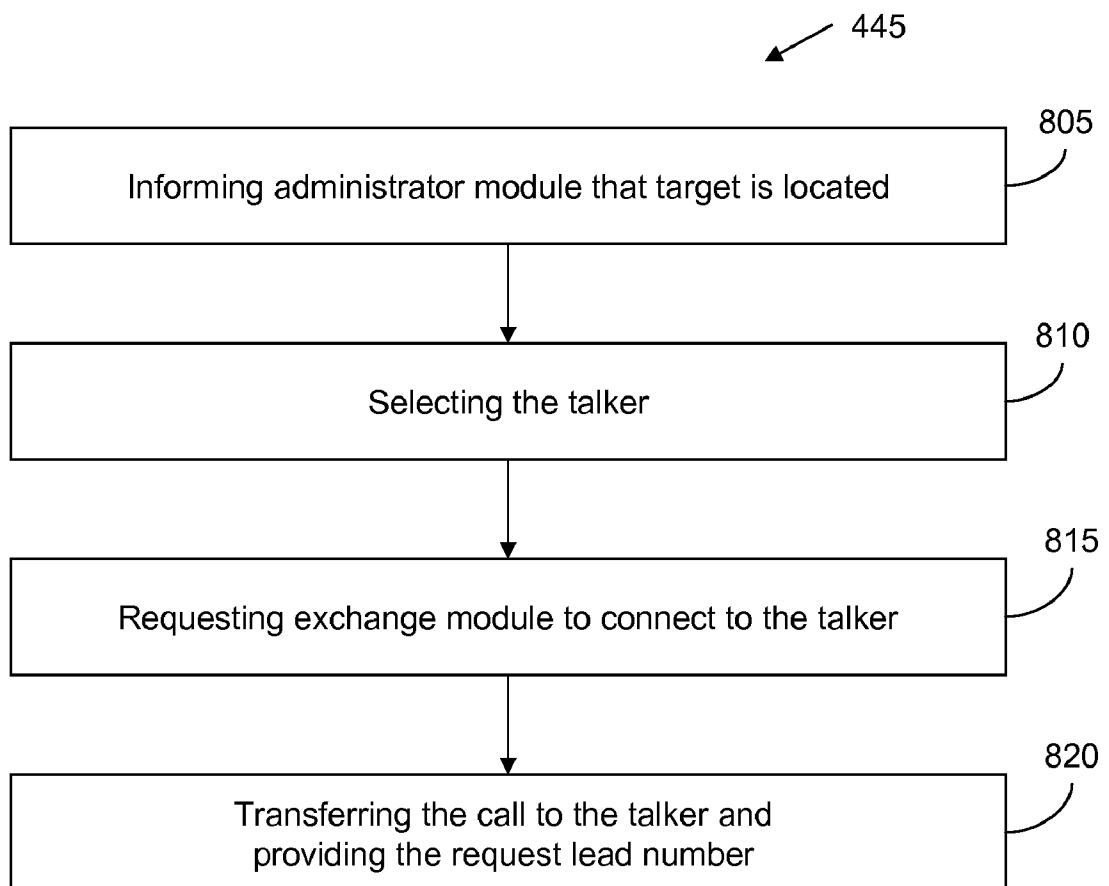 445
805
Informing administrator module that target is located
810
Selecting the talker
815
Requesting exchange module to connect to the talker
820
Transferring the call to the talker and
providing the request lead number